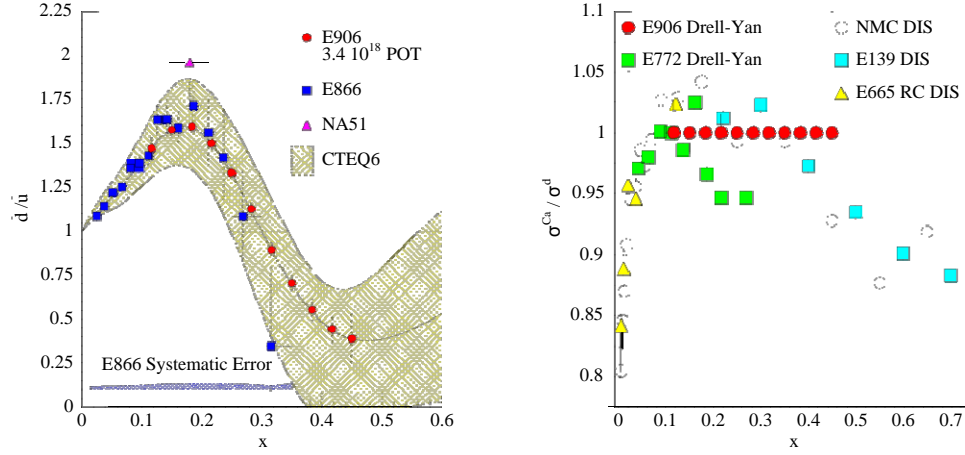 2.25
2
1.75
1.5
1.25
1
0.75
0.5
0.25
0
d̄/ū
E906
3.4 10¹⁸ POT
E866
NA51
CTEQ6
E866 Systematic Error
0 0.1 0.2 0.3 0.4 0.5 0.6
x
E906 Drell-Yan
E772 Drell-Yan
NMC DIS
E139 DIS
E665 RC DIS
1.1
1.05
1
0.95
0.9
0.85
0.8
σᶜᵃ / σᵈ
0 0.1 0.2 0.3 0.4 0.5 0.6 0.7
x